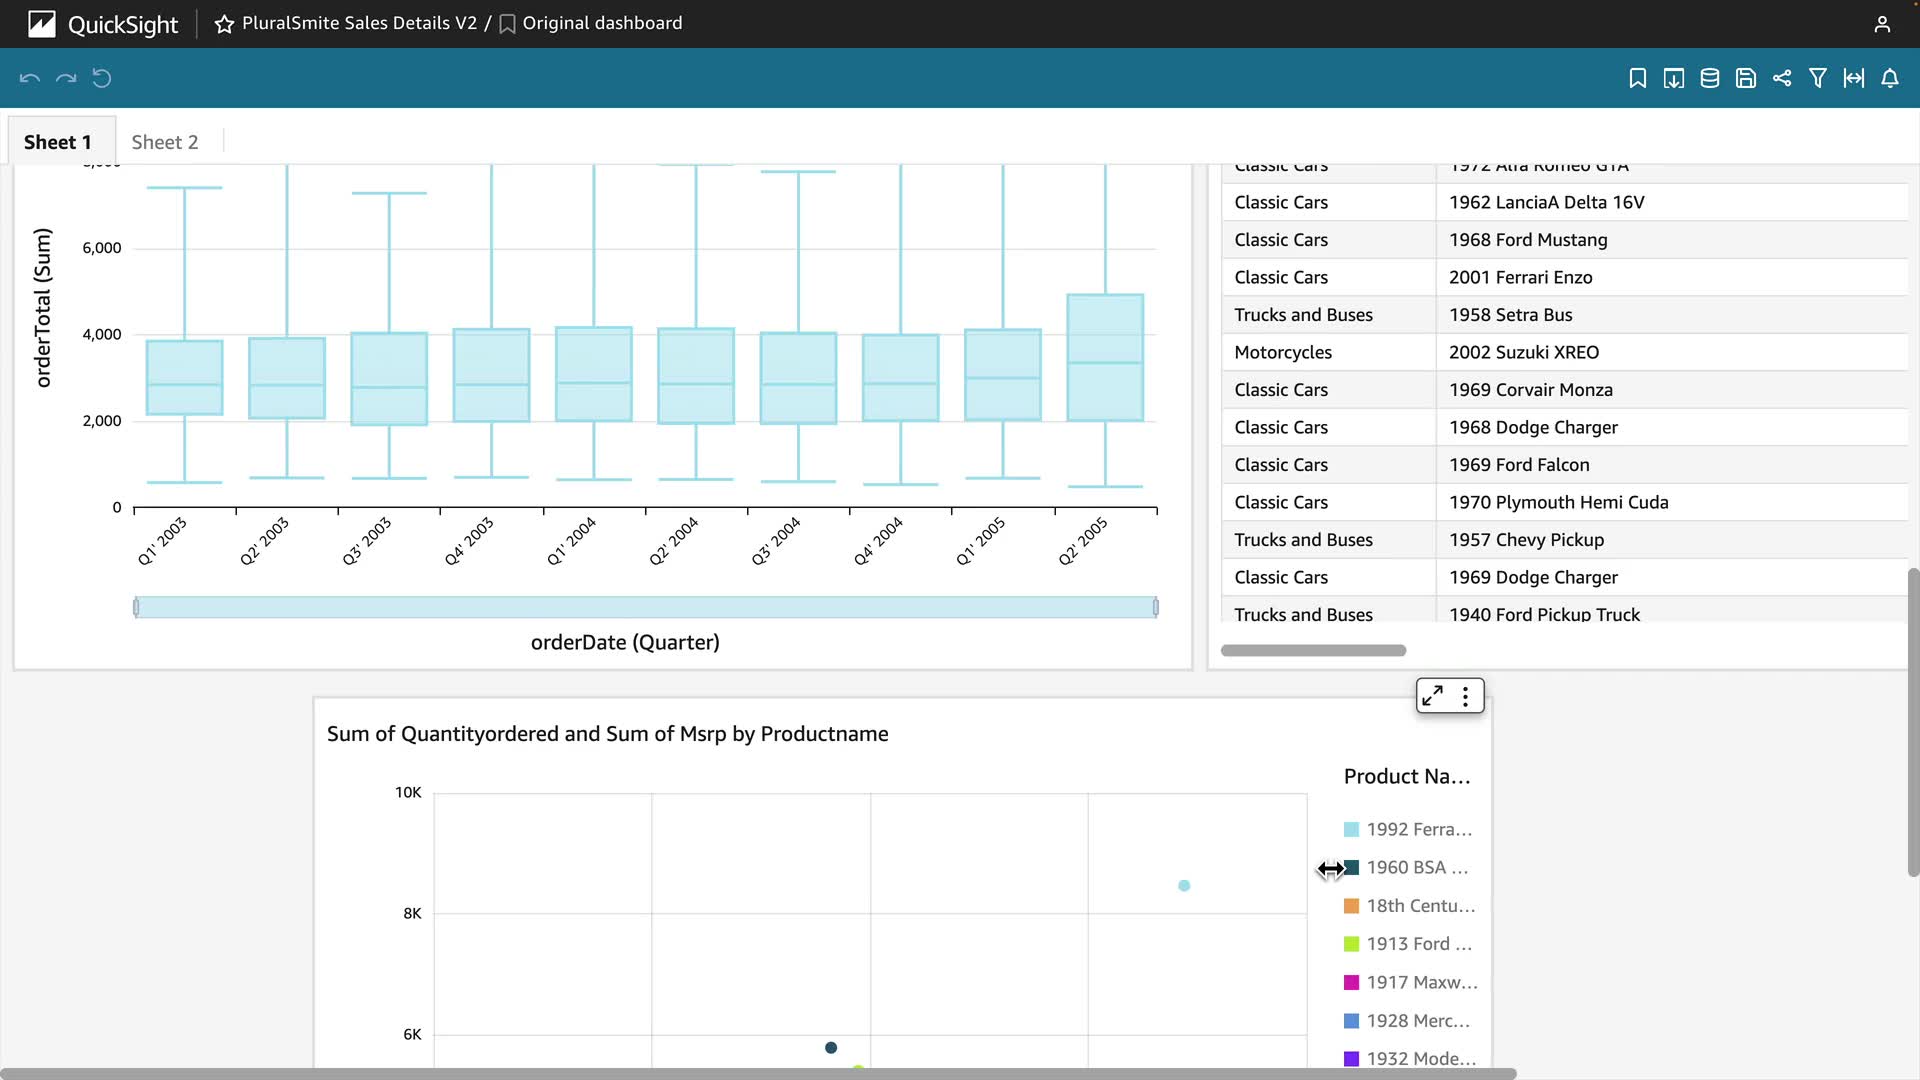 QuickSight
PluralSmite Sales Details V2 / Original dashboard
Sheet 1
Sheet 2
orderTotal (Sum)
6,000
4,000
2,000
0
Q1' 2003
Q2' 2003
Q3' 2003
Q4' 2003
Q1' 2004
Q2' 2004
Q3' 2004
Q4' 2004
Q1' 2005
Q2' 2005
orderDate (Quarter)
Classic Cars 1972 Alfa Romeo GTA
Classic Cars 1962 LanciaA Delta 16V
Classic Cars 1968 Ford Mustang
Classic Cars 2001 Ferrari Enzo
Trucks and Buses 1958 Setra Bus
Motorcycles 2002 Suzuki XREO
Classic Cars 1969 Corvair Monza
Classic Cars 1968 Dodge Charger
Classic Cars 1969 Ford Falcon
Classic Cars 1970 Plymouth Hemi Cuda
Trucks and Buses 1957 Chevy Pickup
Classic Cars 1969 Dodge Charger
Trucks and Buses 1940 Ford Pickup Truck
Sum of Quantityordered and Sum of Msrp by Productname
10K
8K
6K
Product Na...
1992 Ferra...
1960 BSA ...
18th Centu...
1913 Ford ...
1917 Maxw...
1928 Merc...
1932 Mode...